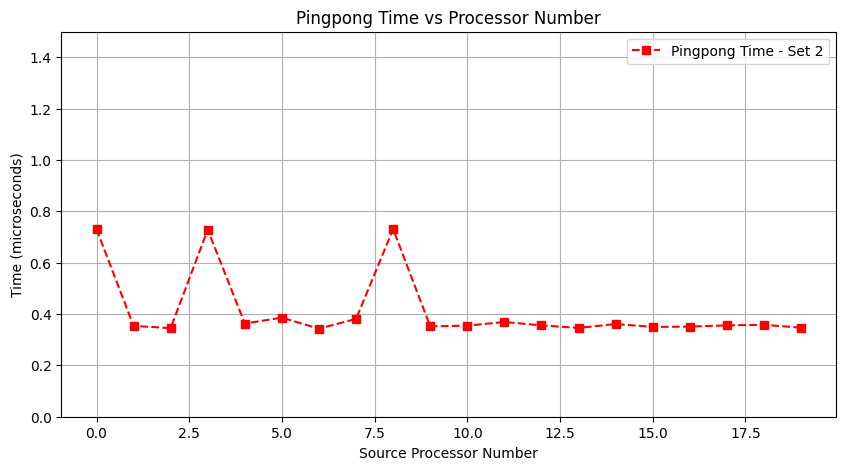 Pingpong Time vs Processor Number
Pingpong Time - Set 2
1.4
1.2
1.0
0.8
0.6
0.4
0.2
0.0
Time (microseconds)
0.0 2.5 5.0 7.5 10.0 12.5 15.0 17.5
Source Processor Number